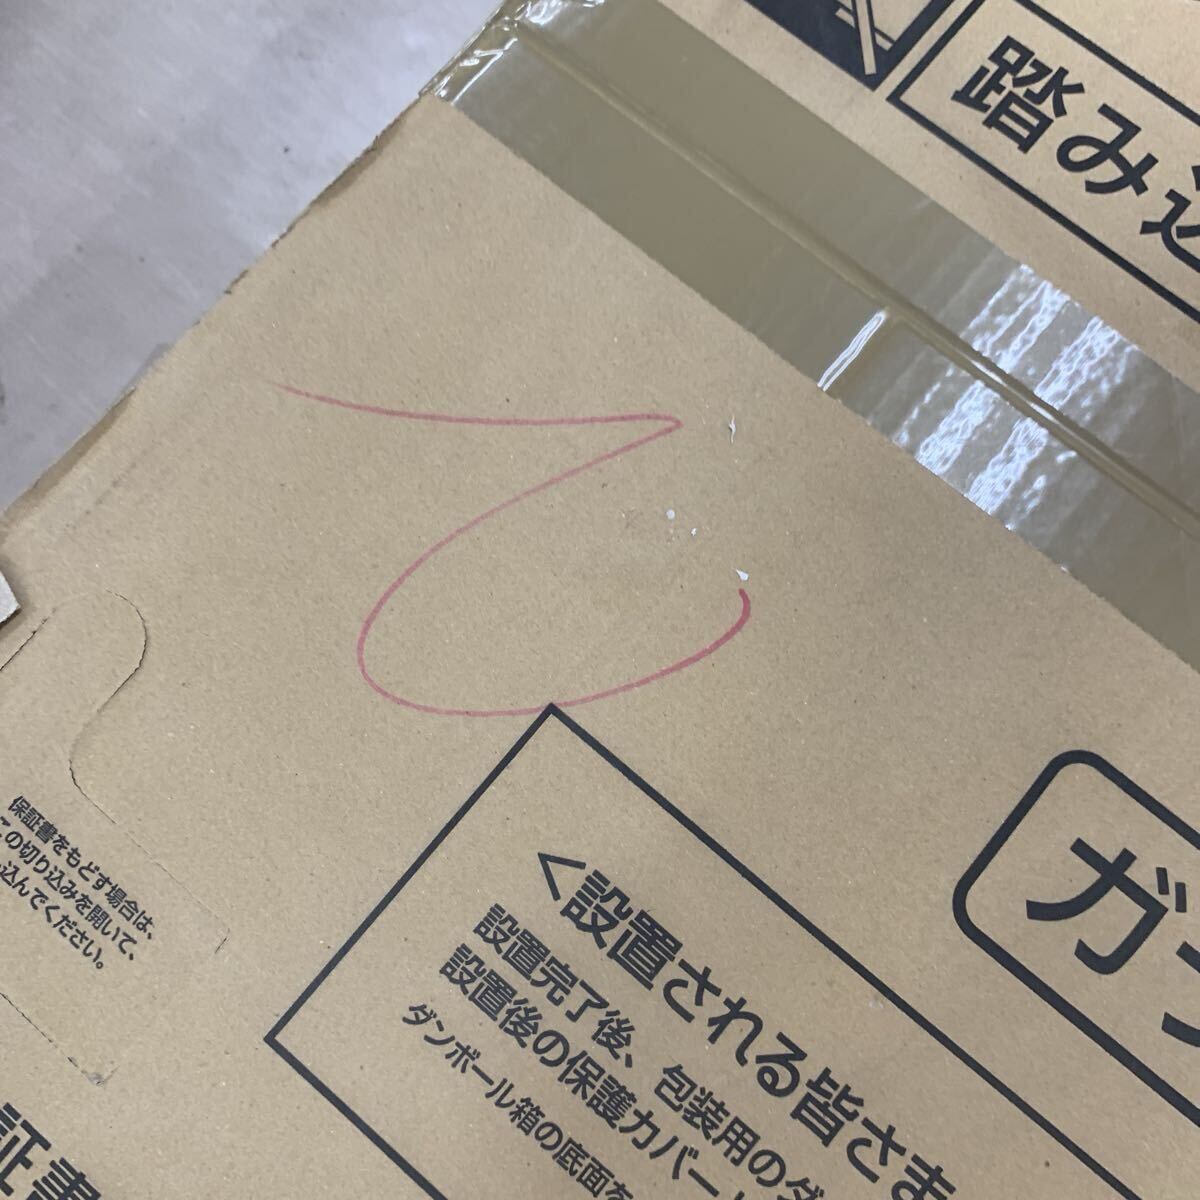 踏み込
ガ
保証書をもどす場合は、
この切り込みを開いて、
込んでください。
<設置される皆さま
設置完了後、包装用のダ
設置後の保護カバー
ダンボール箱の底面を
証書